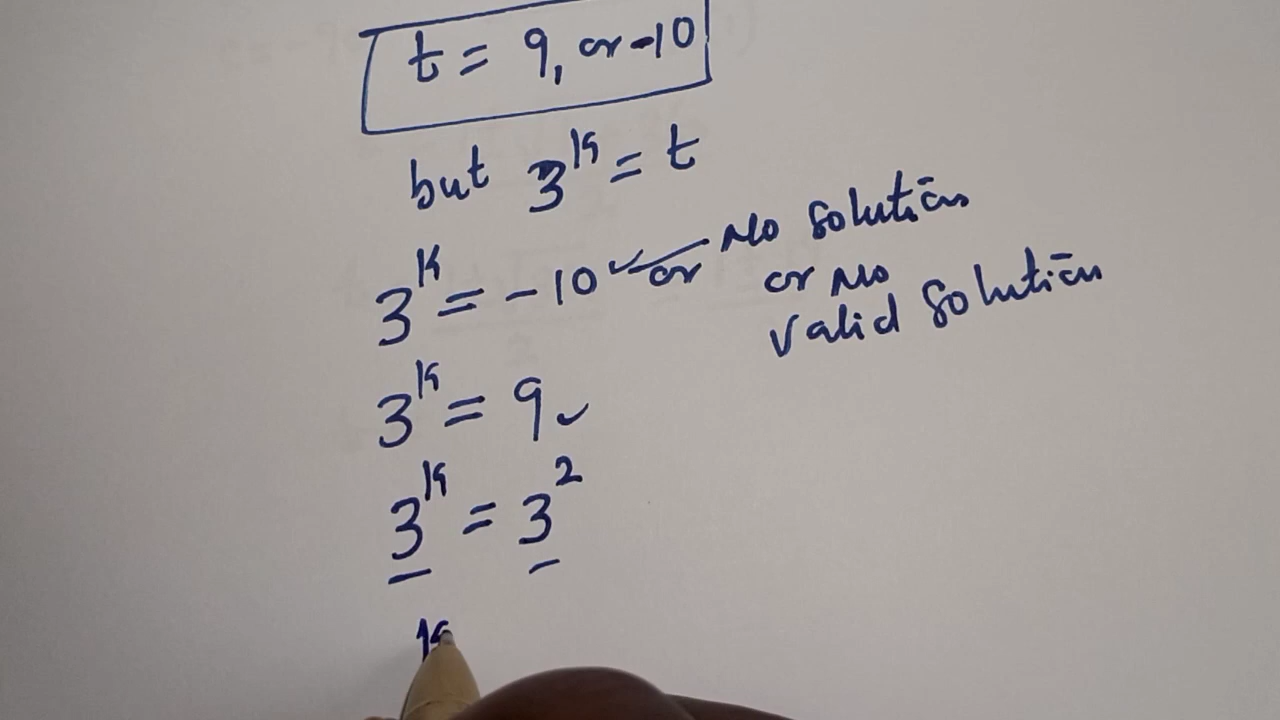 t = 9, or -10
but 3^k = t
3^k = -10 or No solution
or No
valid solution
3^k = 9
3^k = 3^2
k